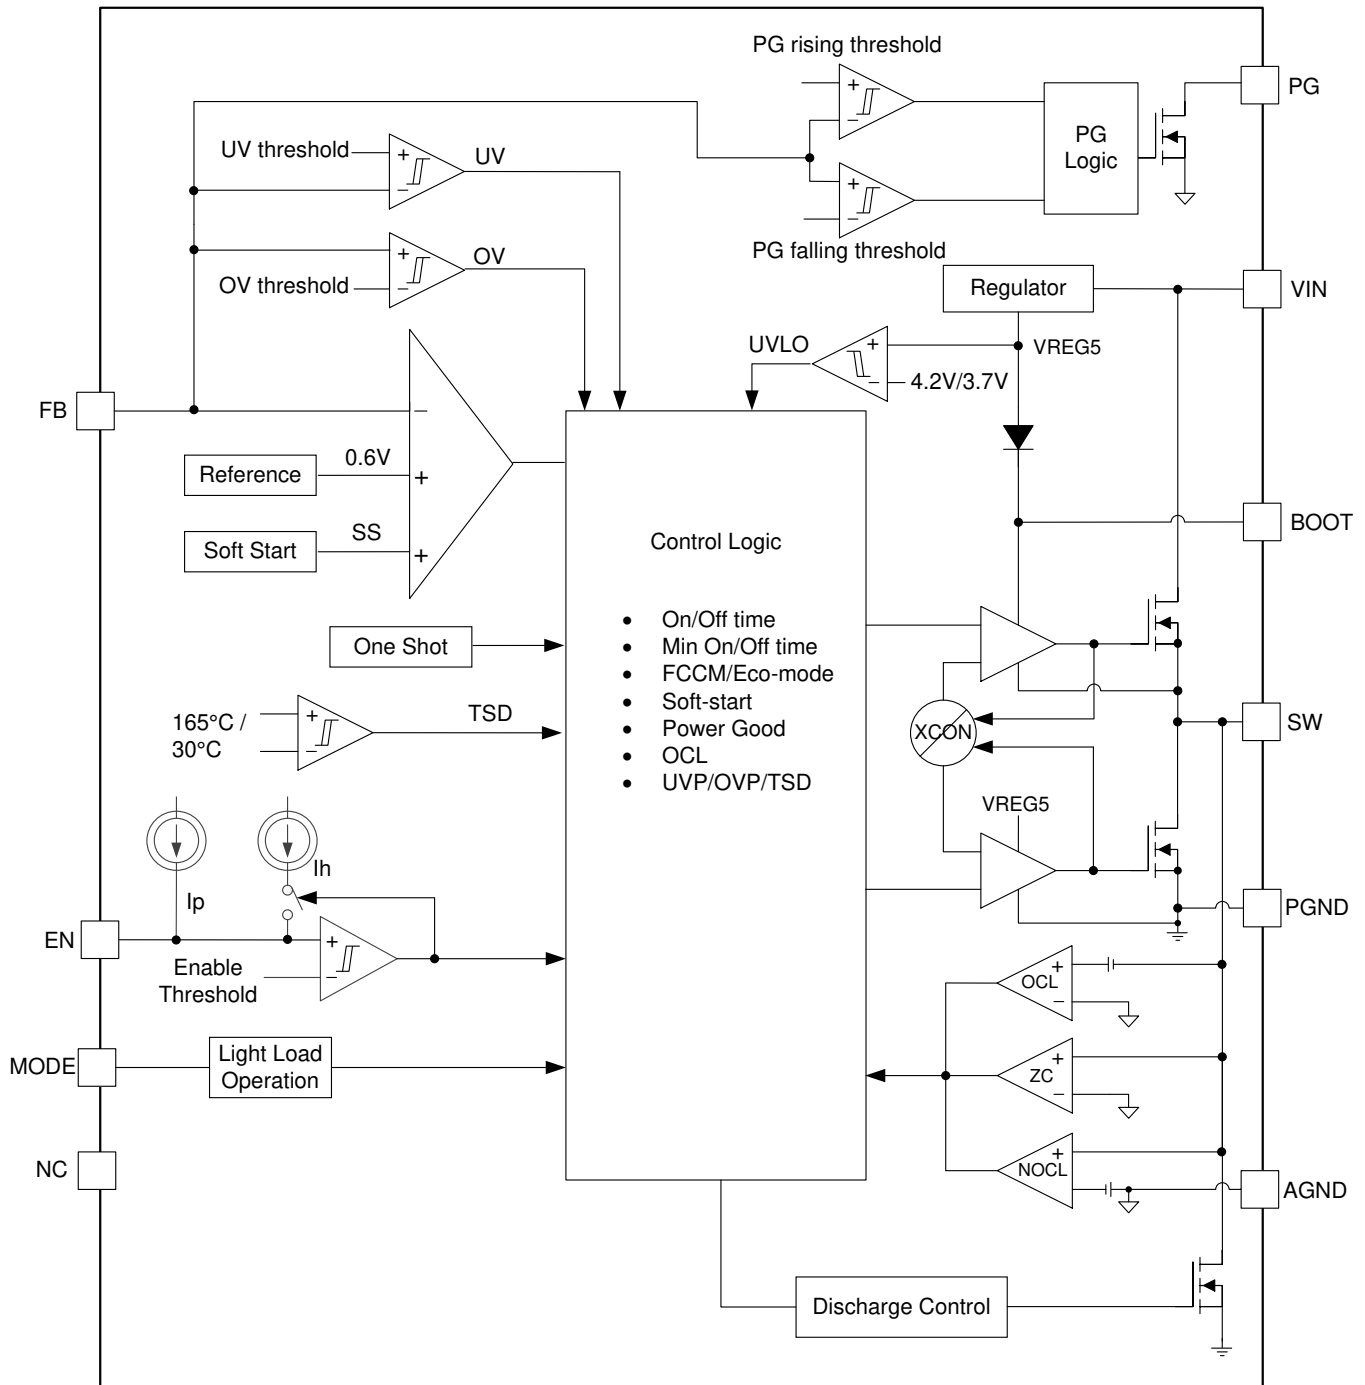 PG rising threshold
PG
PG
Logic
UV threshold
UV
PG falling threshold
OV threshold
OV
Regulator
VIN
UVLO
VREG5
4.2V/3.7V
FB
Reference
0.6V
Soft Start
SS
BOOT
Control Logic
• On/Off time
• Min On/Off time
• FCCM/Eco-mode
• Soft-start
• Power Good
• OCL
• UVP/OVP/TSD
One Shot
165°C /
30°C
TSD
XCON
SW
VREG5
Ip
Ih
EN
Enable
Threshold
PGND
OCL
MODE
Light Load
Operation
ZC
NC
NOCL
AGND
Discharge Control